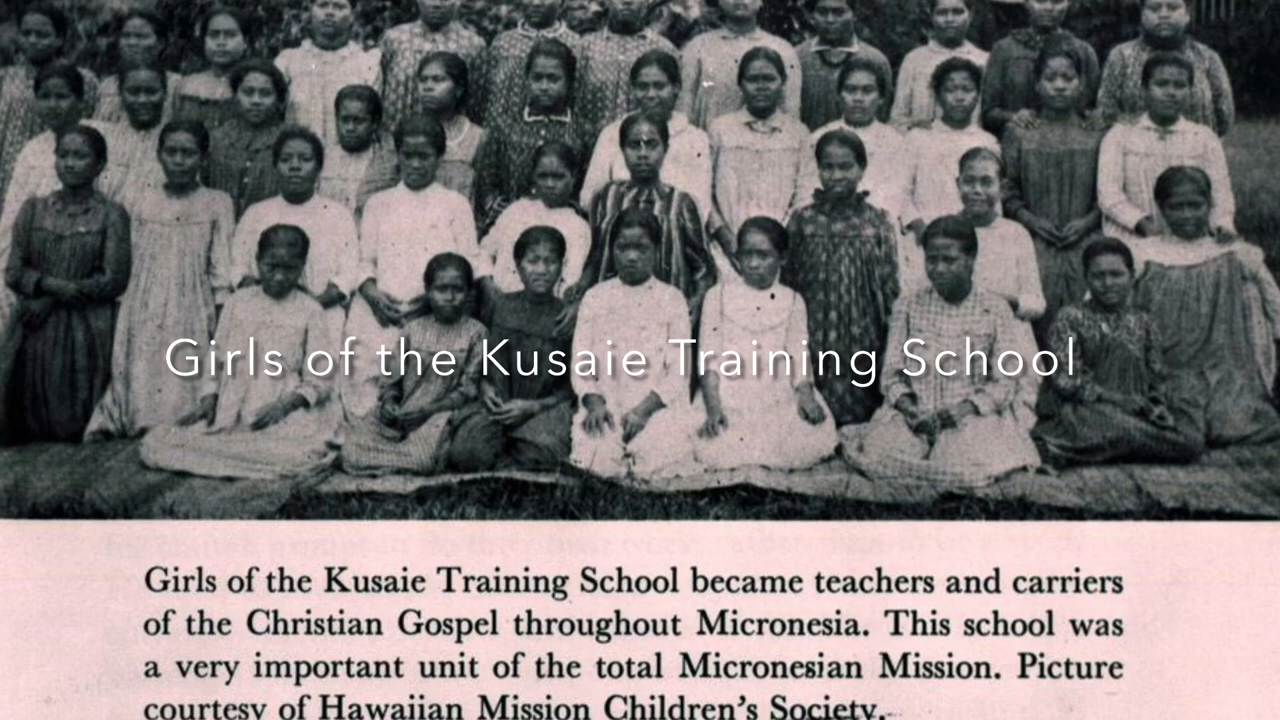 Girls of the Kusaie Training School
Girls of the Kusaie Training School became teachers and carriers
of the Christian Gospel throughout Micronesia. This school was
a very important unit of the total Micronesian Mission. Picture
courtesy of Hawaiian Mission Children's Society.